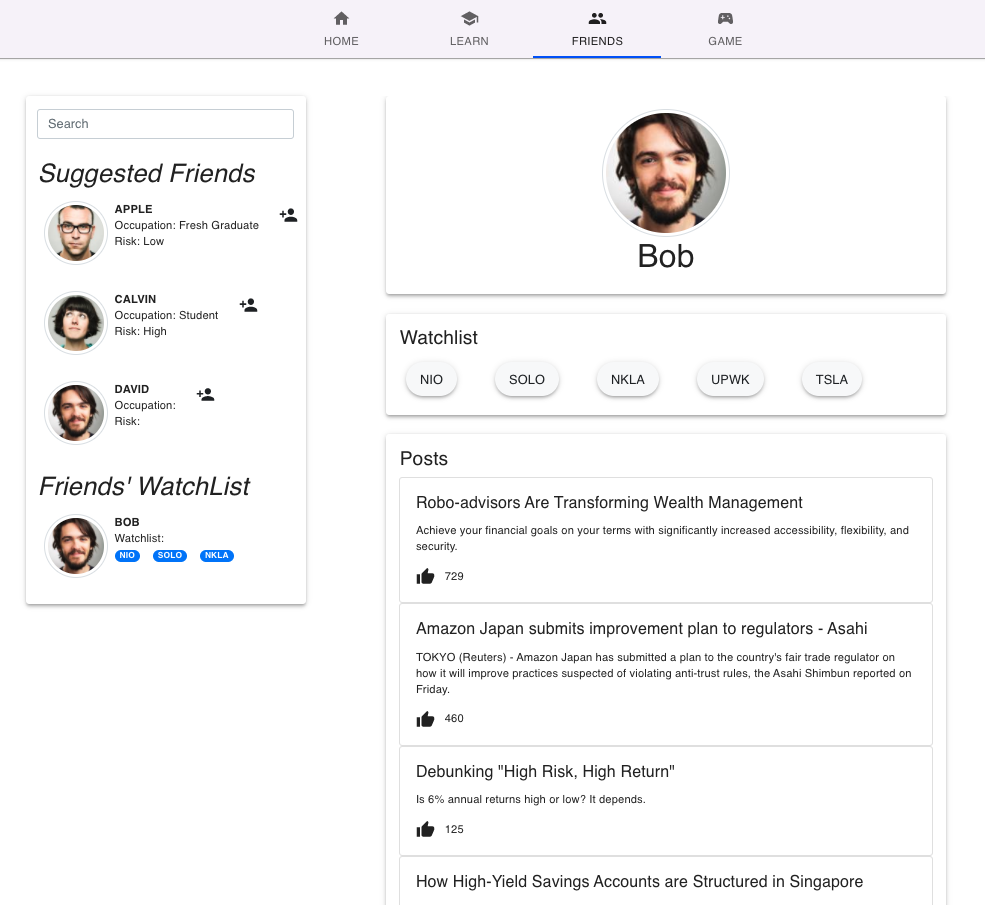 HOME
LEARN
FRIENDS
GAME
Search
Suggested Friends
APPLE
Occupation: Fresh Graduate
Risk: Low
CALVIN
Occupation: Student
Risk: High
DAVID
Occupation:
Risk:
Friends' WatchList
BOB
Watchlist:
NIO SOLO NKLA
Bob
Watchlist
NIO SOLO NKLA UPWK TSLA
Posts
Robo-advisors Are Transforming Wealth Management
Achieve your financial goals on your terms with significantly increased accessibility, flexibility, and
security.
729
Amazon Japan submits improvement plan to regulators - Asahi
TOKYO (Reuters) - Amazon Japan has submitted a plan to the country's fair trade regulator on
how it will improve practices suspected of violating anti-trust rules, the Asahi Shimbun reported on
Friday.
460
Debunking "High Risk, High Return"
Is 6% annual returns high or low? It depends.
125
How High-Yield Savings Accounts are Structured in Singapore